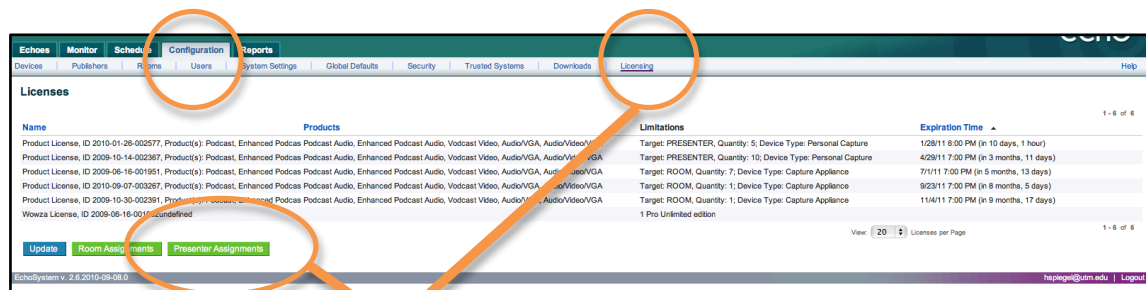 echo
Echoes Monitor Schedule Configuration Reports
Devices Publishers Rooms Users System Settings Global Defaults Security Trusted Systems Downloads Licensing Help
Licenses
1 - 6 of 6
Name Products Limitations Expiration Time
Product License, ID 2010-01-26-002577, Product(s): Podcast, Enhanced Podcas Podcast Audio, Enhanced Podcast Audio, Vodcast Video, Audio/VGA, Audio/Video/VGA Target: PRESENTER, Quantity: 5; Device Type: Personal Capture 1/28/11 6:00 PM (in 10 days, 1 hour)
Product License, ID 2009-10-14-002367, Product(s): Podcast, Enhanced Podcas Podcast Audio, Enhanced Podcast Audio, Vodcast Video, Audio/VGA, Audio/Video/VGA Target: PRESENTER, Quantity: 10; Device Type: Personal Capture 4/29/11 7:00 PM (in 3 months, 11 days)
Product License, ID 2009-06-16-001951, Product(s): Podcast, Enhanced Podcas Podcast Audio, Enhanced Podcast Audio, Vodcast Video, Audio/VGA, Audio/Video/VGA Target: ROOM, Quantity: 7; Device Type: Capture Appliance 7/1/11 7:00 PM (in 5 months, 13 days)
Product License, ID 2010-09-07-003267, Product(s): Podcast, Enhanced Podcas Podcast Audio, Enhanced Podcast Audio, Vodcast Video, Audio/VGA, Audio/Video/VGA Target: ROOM, Quantity: 1; Device Type: Capture Appliance 9/23/11 7:00 PM (in 8 months, 5 days)
Product License, ID 2009-10-30-002391, Product(s): Podcast, Enhanced Podcas Podcast Audio, Enhanced Podcast Audio, Vodcast Video, Audio/VGA, Audio/Video/VGA Target: ROOM, Quantity: 1; Device Type: Capture Appliance 11/4/11 7:00 PM (in 9 months, 17 days)
Wowza License, ID 1 Pro Unlimited edition
View: 20 Licenses per Page 1 - 6 of 6
Update Room Assignments Presenter Assignments
EchoSystem v. 2.6.2010-09-08.0 hspiegel@utm.edu | Logout